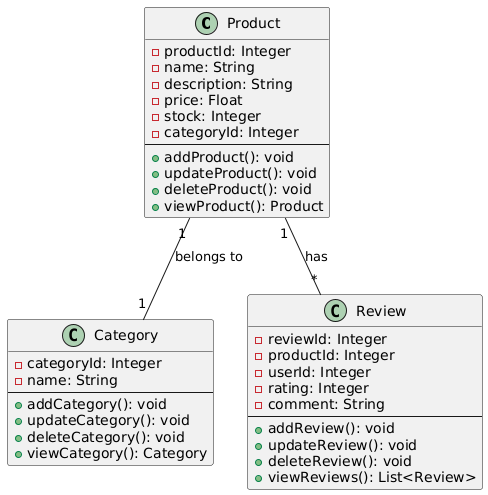 C Product
productId: Integer
name: String
description: String
price: Float
stock: Integer
categoryId: Integer
addProduct(): void
updateProduct(): void
deleteProduct(): void
viewProduct(): Product
1 1
belongs to has
1 *
C Category
categoryId: Integer
name: String
addCategory(): void
updateCategory(): void
deleteCategory(): void
viewCategory(): Category
C Review
reviewId: Integer
productId: Integer
userId: Integer
rating: Integer
comment: String
addReview(): void
updateReview(): void
deleteReview(): void
viewReviews(): List<Review>